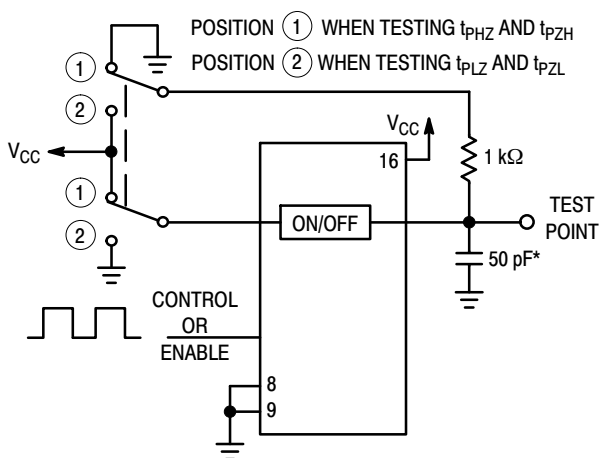 POSITION 1 WHEN TESTING tPHZ AND tPZH
POSITION 2 WHEN TESTING tPLZ AND tPZL
1
2
VCC
1
2
VCC
16
1 kΩ
ON/OFF
TEST
POINT
50 pF*
CONTROL
OR
ENABLE
8
9